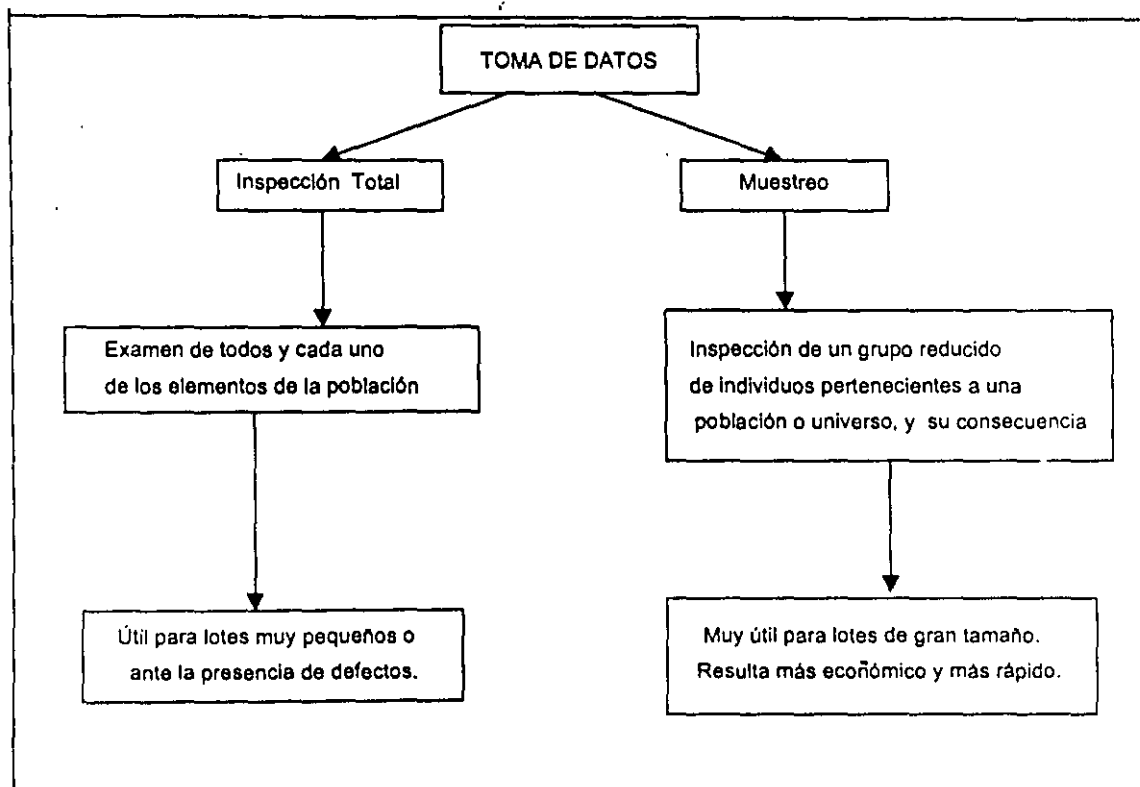 TOMA DE DATOS
Inspección Total
Muestreo
Examen de todos y cada uno
de los elementos de la población
Inspección de un grupo reducido
de individuos pertenecientes a una
población o universo, y su consecuencia
Útil para lotes muy pequeños o
ante la presencia de defectos.
Muy útil para lotes de gran tamaño.
Resulta más económico y más rápido.